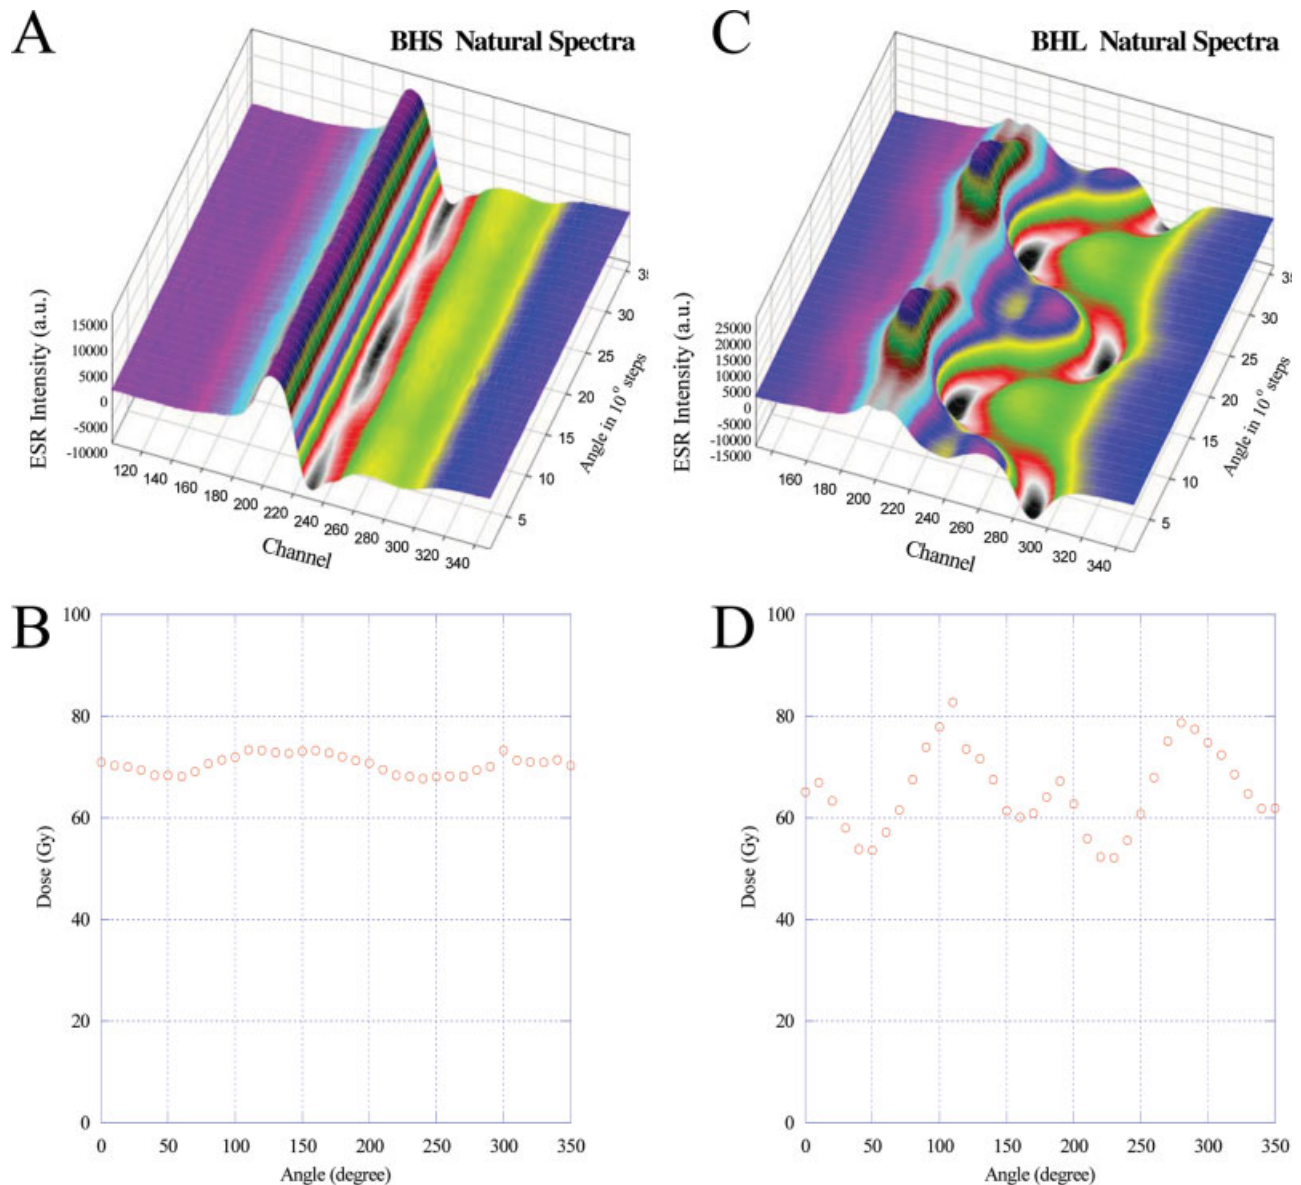 A
BHS Natural Spectra
ESR Intensity (a.u.)
15000
10000
5000
0
-5000
-10000
120 140 160 180 200 220 240 260 280 300 320 340
Channel
5 10 15 20 25 30
Angle in 10° steps
C
BHL Natural Spectra
ESR Intensity (a.u.)
25000
20000
15000
10000
5000
0
-5000
-10000
-15000
160 180 200 220 240 260 280 300 320 340
Channel
5 10 15 20 25 30 35
Angle in 10° steps
B
100
80
60
40
20
0
Dose (Gy)
0 50 100 150 200 250 300 350
Angle (degree)
D
100
80
60
40
20
0
Dose (Gy)
0 50 100 150 200 250 300 350
Angle (degree)